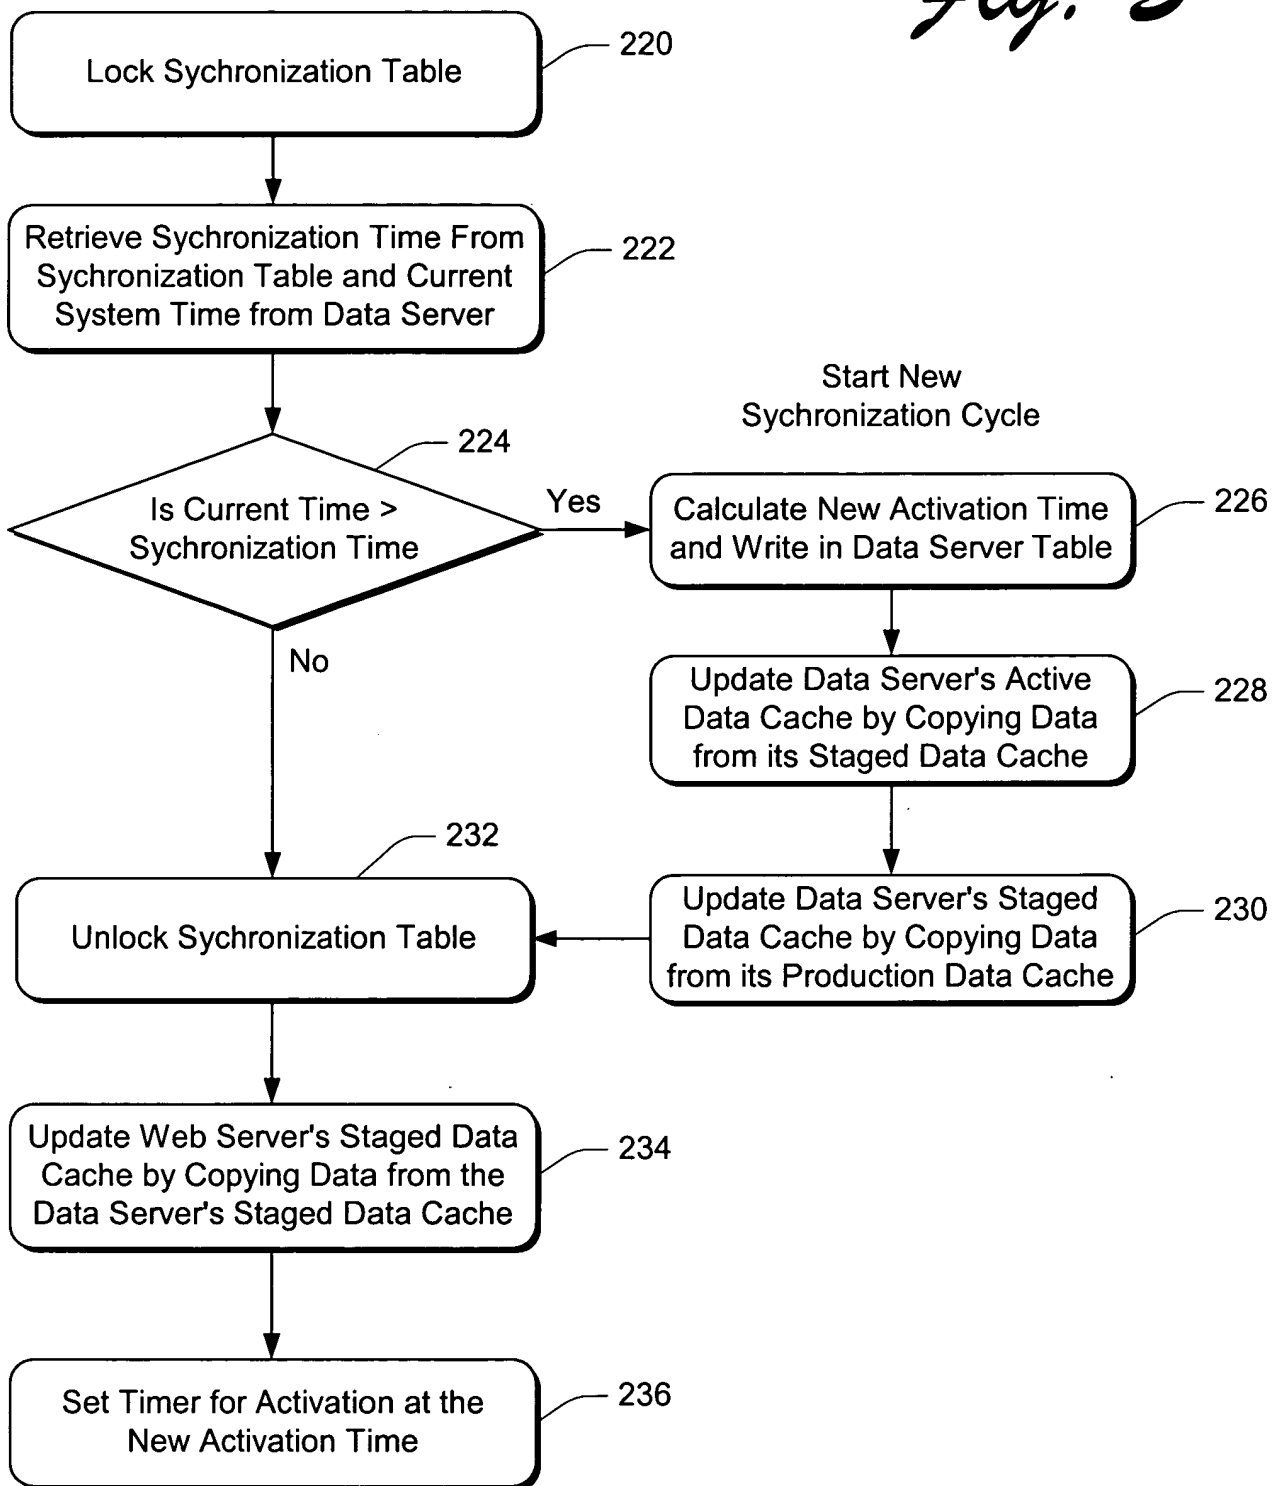 Fig.
220
Lock Sychronization Table
222
Retrieve Sychronization Time From
Sychronization Table and Current
System Time from Data Server
Start New
Sychronization Cycle
224
Is Current Time >
Sychronization Time
Yes
No
226
Calculate New Activation Time
and Write in Data Server Table
228
Update Data Server's Active
Data Cache by Copying Data
from its Staged Data Cache
230
Update Data Server's Staged
Data Cache by Copying Data
from its Production Data Cache
232
Unlock Sychronization Table
234
Update Web Server's Staged Data
Cache by Copying Data from the
Data Server's Staged Data Cache
236
Set Timer for Activation at the
New Activation Time